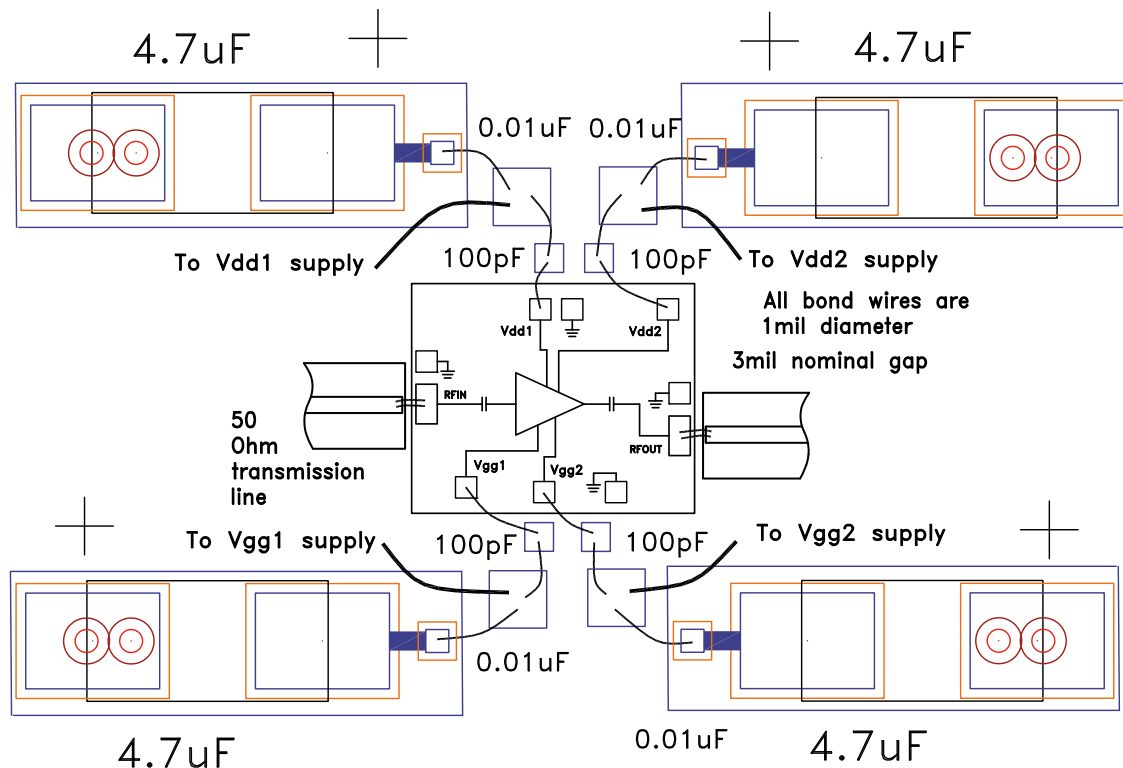 4.7uF
4.7uF
0.01uF
0.01uF
To Vdd1 supply
100pF
100pF
To Vdd2 supply
All bond wires are
1mil diameter
3mil nominal gap
Vdd1
Vdd2
RFIN
50
Ohm
transmission
line
RFOUT
Vgg1
Vgg2
To Vgg1 supply
100pF
100pF
To Vgg2 supply
0.01uF
0.01uF
4.7uF
4.7uF